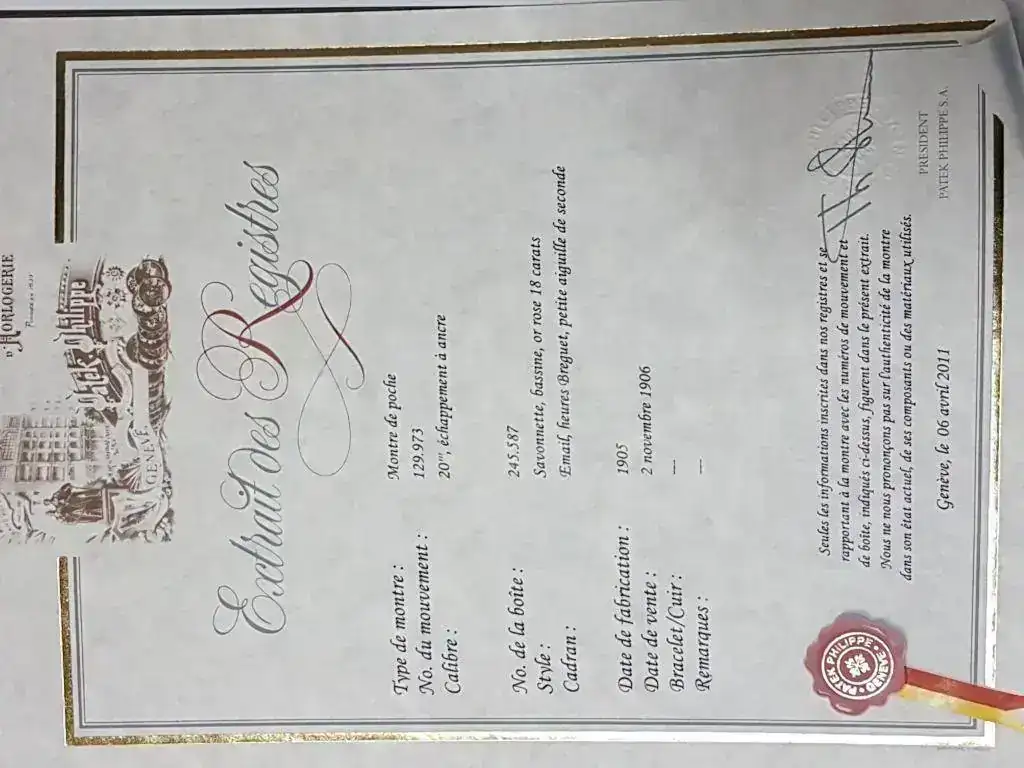 D'HORLOGERIE
Patek Philippe
GENÈVE
Extrait des Registres
Type de montre : Montre de poche
No. du mouvement : 129.973
Calibre : 20''', échappement à ancre
No. de la boîte : 245.587
Style : Savonnette, bassine, or rose 18 carats
Cadran : Email, heures Breguet, petite aiguille de seconde
Date de fabrication : 1905
Date de vente : 2 novembre 1906
Bracelet/Cuir : ---
Remarques : ---
Seules les informations inscrites dans nos registres et se
rapportant à la montre avec les numéros de mouvement et
de boîte, indiqués ci-dessus, figurent dans le présent extrait.
Nous ne nous prononçons pas sur l'authenticité de la montre
dans son état actuel, de ses composants ou des matériaux utilisés.
Genève, le 06 avril 2011
PRESIDENT
PATEK PHILIPPE S.A.
PATEK PHILIPPE
GENEVE